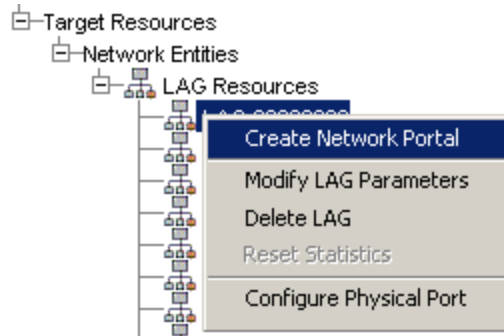 Target Resources
Network Entities
LAG Resources
Create Network Portal
Modify LAG Parameters
Delete LAG
Reset Statistics
Configure Physical Port